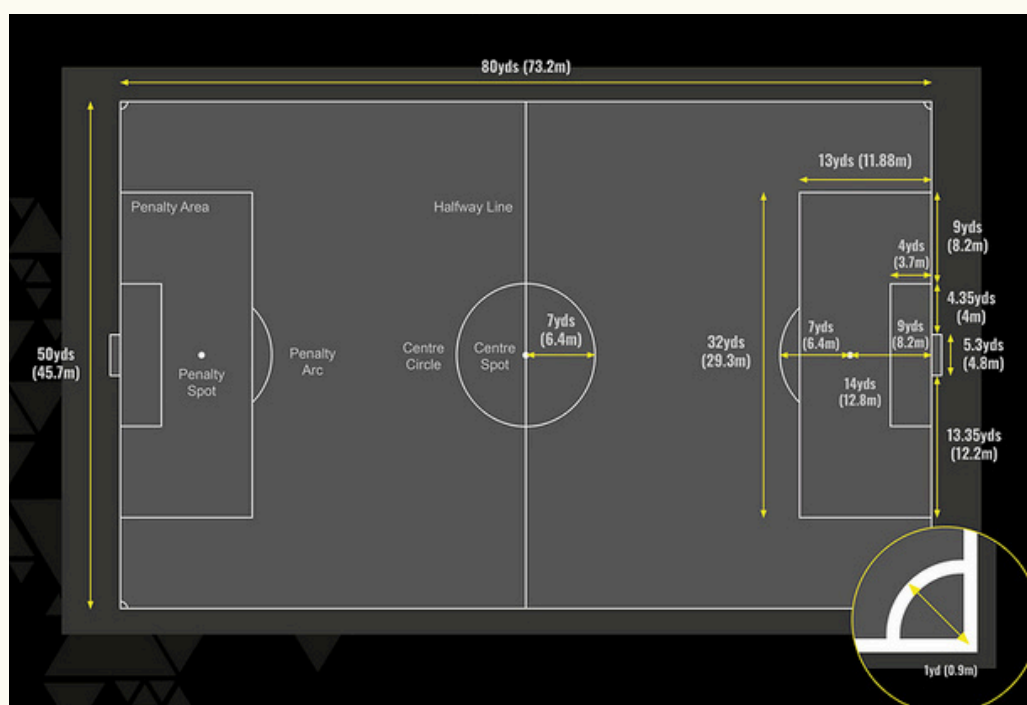 80yds (73.2m)
13yds (11.88m)
Penalty Area
Halfway Line
9yds
(8.2m)
4yds
(3.7m)
4.35yds
(4m)
50yds
(45.7m)
Penalty
Spot
Penalty
Arc
Centre
Circle
Centre
Spot
7yds
(6.4m)
32yds
(29.3m)
7yds
(6.4m)
9yds
(8.2m)
5.3yds
(4.8m)
14yds
(12.8m)
13.35yds
(12.2m)
1yd (0.9m)